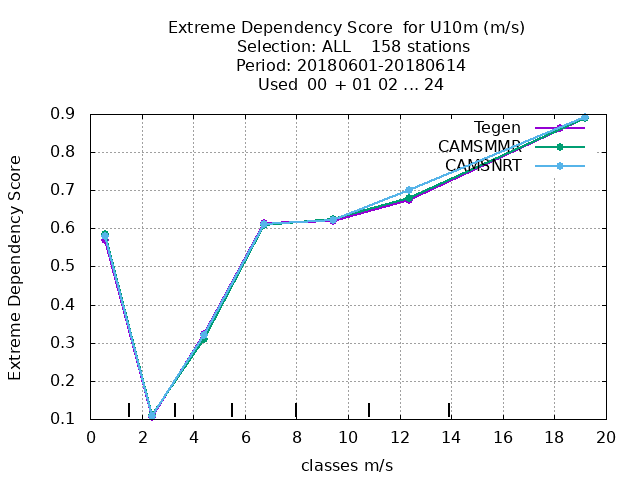 Extreme Dependency Score  for U10m (m/s)
Selection: ALL    158 stations
Period: 20180601-20180614
Used  00  + 01 02 ... 24
Extreme Dependency Score
0.9
0.8
0.7
0.6
0.5
0.4
0.3
0.2
0.1
Tegen
CAMSMMR
CAMSNRT
0 2 4 6 8 10 12 14 16 18 20
classes m/s